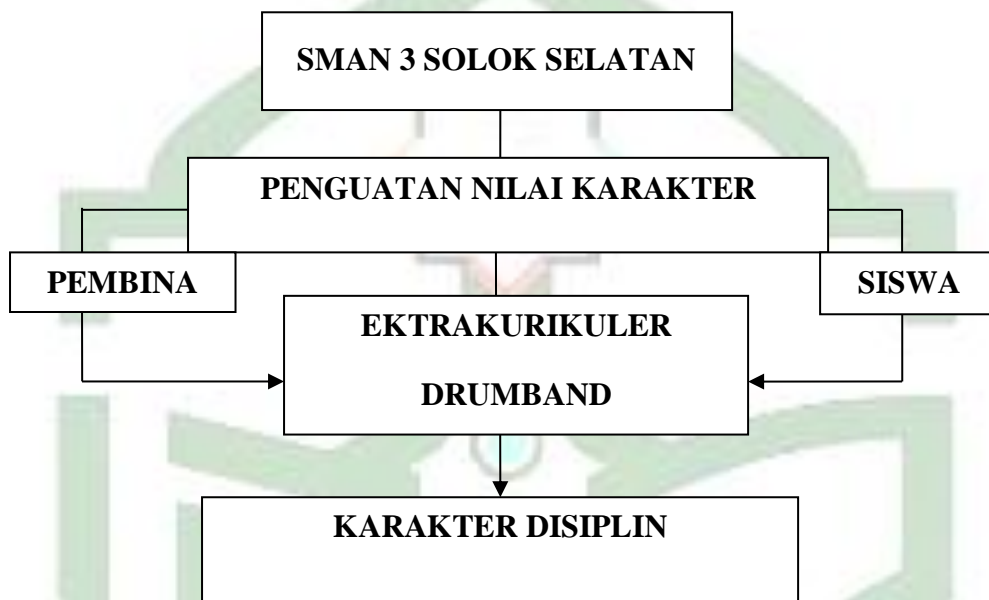 SMAN 3 SOLOK SELATAN
PENGUATAN NILAI KARAKTER
PEMBINA
SISWA
EKTRAKURIKULER
DRUMBAND
KARAKTER DISIPLIN